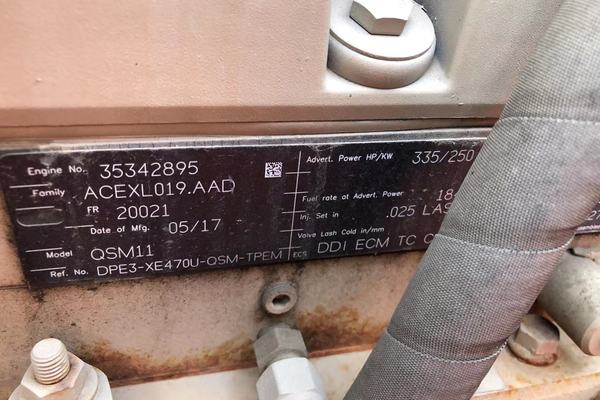 Engine No. 35342895
Family ACEXL019.AAD
FR 20021
Date of Mfg. 05/17
Model QSM11
Ref. No. DPE3-XE470U-QSM-TPEM
Advert. Power HP/KW 335/250
Fuel rate at Advert. Power 18
Inj. Set in .025 LAS
Valve Lash Cold in/mm
ECS DDI ECM TC